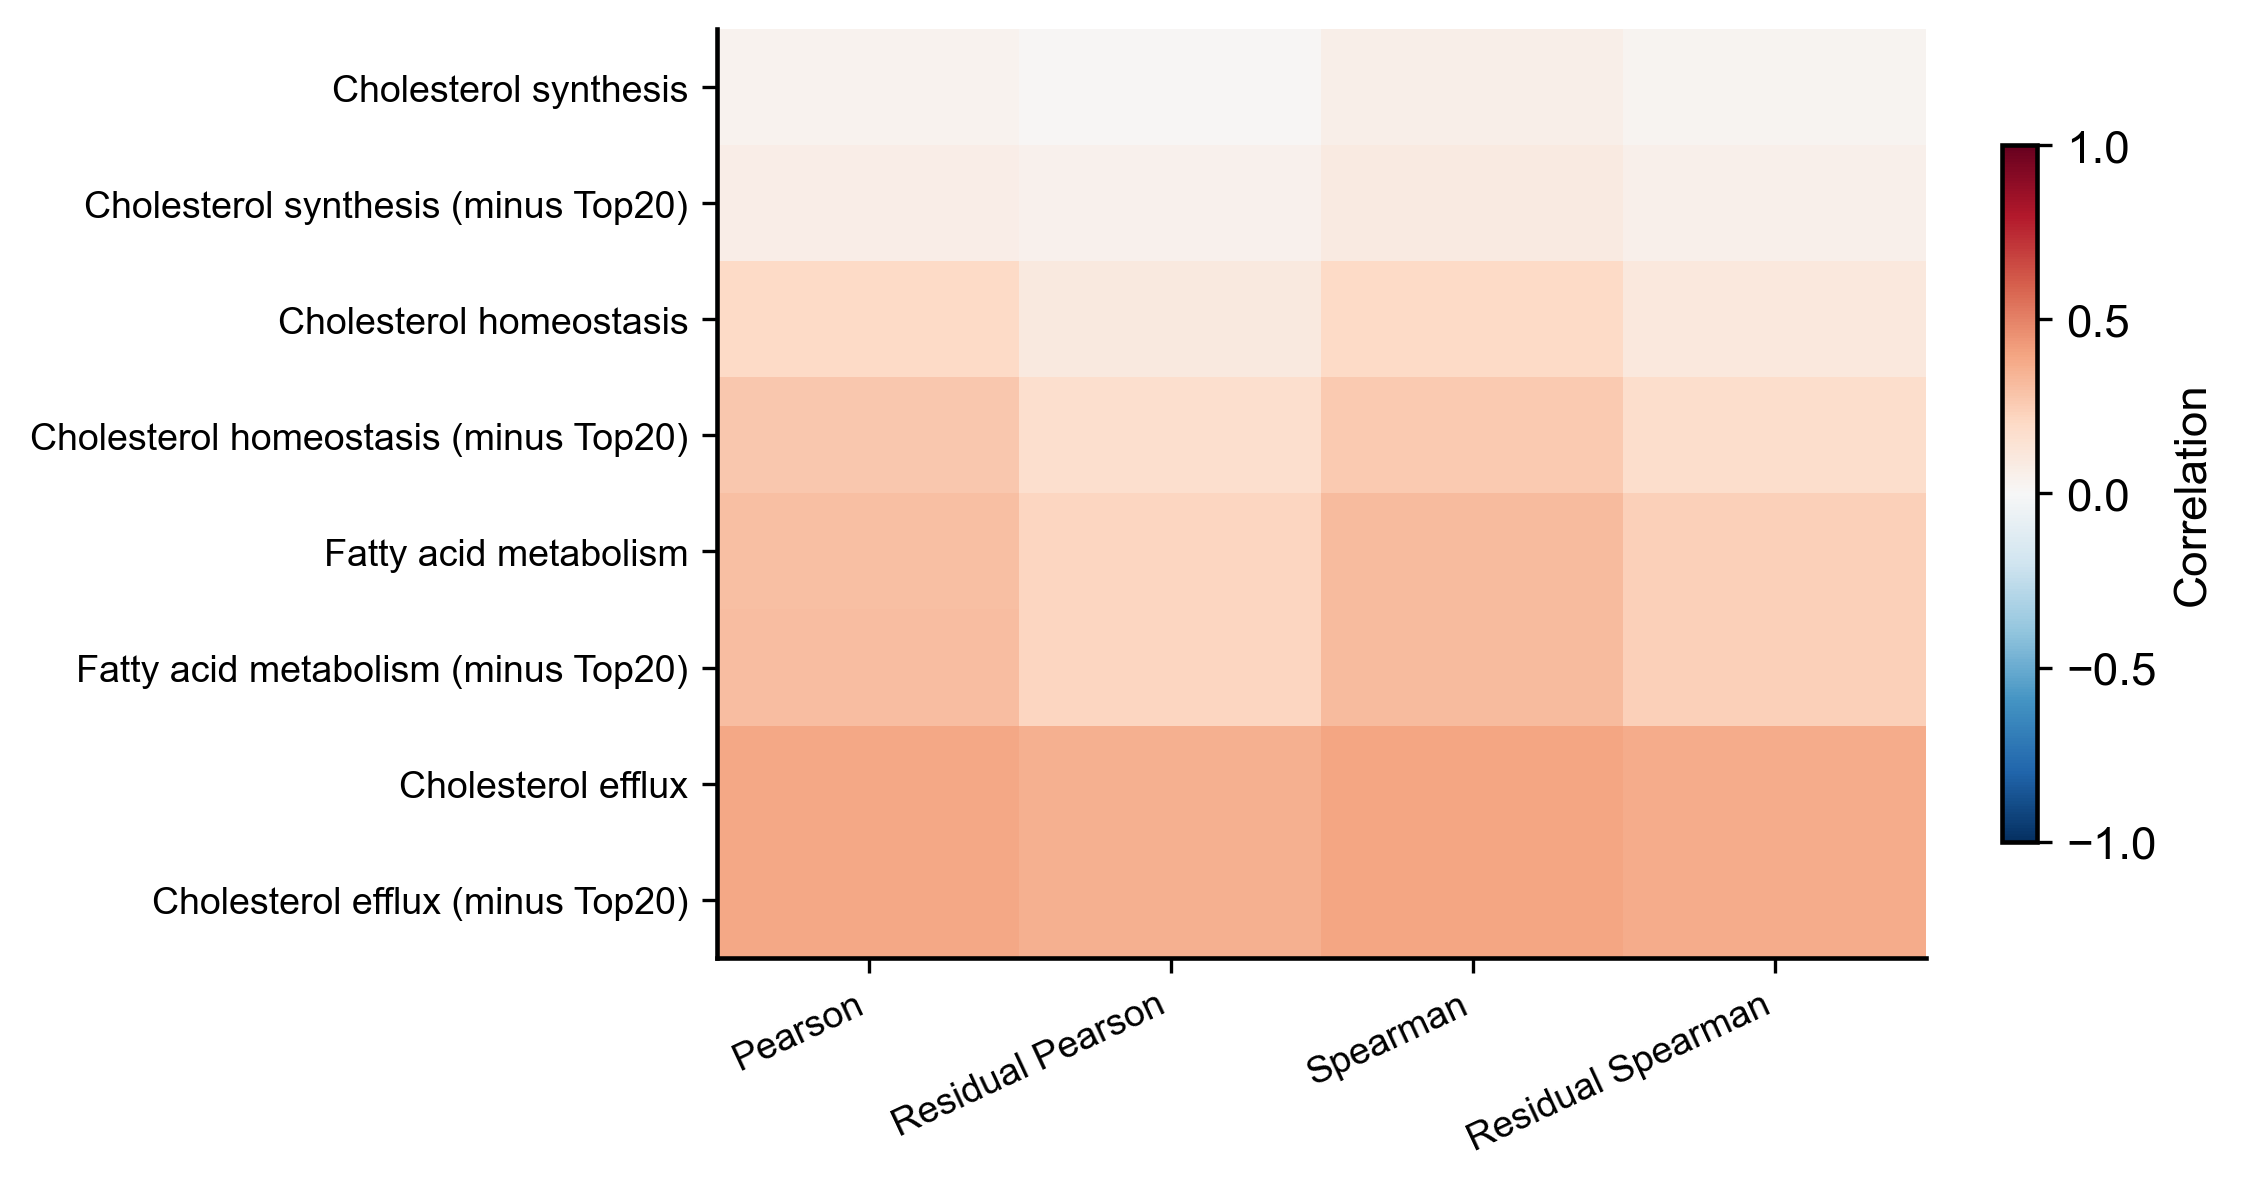 Cholesterol synthesis
Cholesterol synthesis (minus Top20)
Cholesterol homeostasis
Cholesterol homeostasis (minus Top20)
Fatty acid metabolism
Fatty acid metabolism (minus Top20)
Cholesterol efflux
Cholesterol efflux (minus Top20)
Pearson
Residual Pearson
Spearman
Residual Spearman
1.0
0.5
0.0
−0.5
−1.0
Correlation